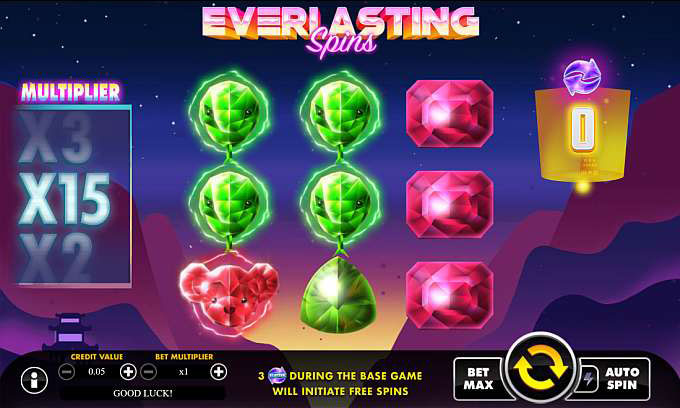 EVERLASTING
Spins
MULTIPLIER
X3
X15
X2
0
CREDIT VALUE
0.05
BET MULTIPLIER
x1
GOOD LUCK!
3 DURING THE BASE GAME
WILL INITIATE FREE SPINS
BET
MAX
AUTO
SPIN